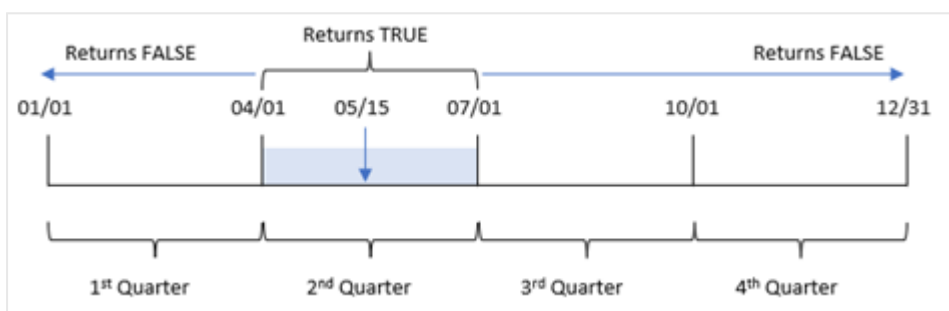 Returns TRUE
Returns FALSE Returns FALSE
01/01 04/01 05/15 07/01 10/01 12/31
1st Quarter 2nd Quarter 3rd Quarter 4th Quarter